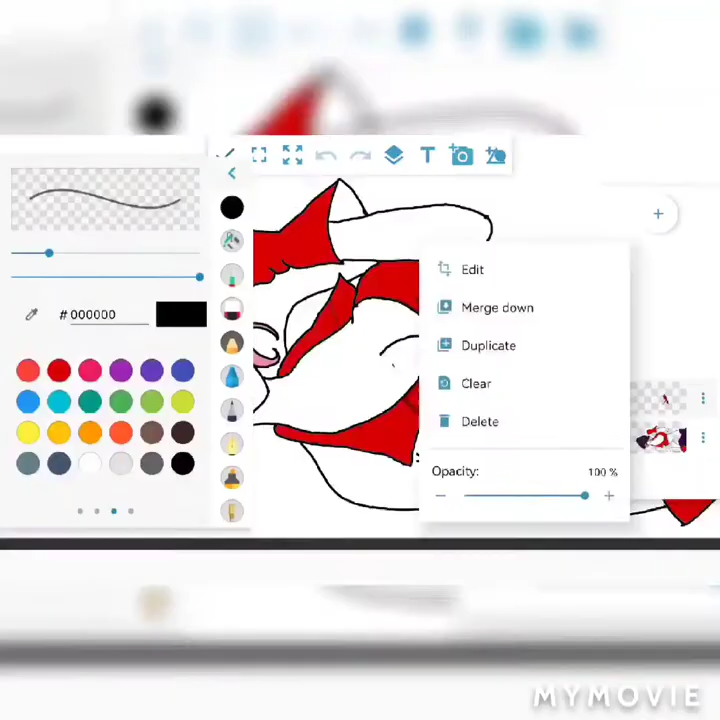 T
Edit
# 000000
Merge down
Duplicate
Clear
Delete
Opacity: 100 %
MYMOVIE